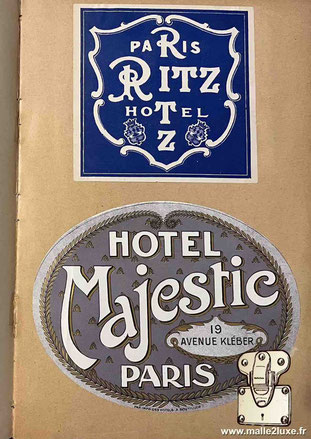 PARIS
RITZ
HOTEL
RITZ
HOTEL
Majestic
19
AVENUE KLÉBER
PARIS
www.malle2luxe.fr